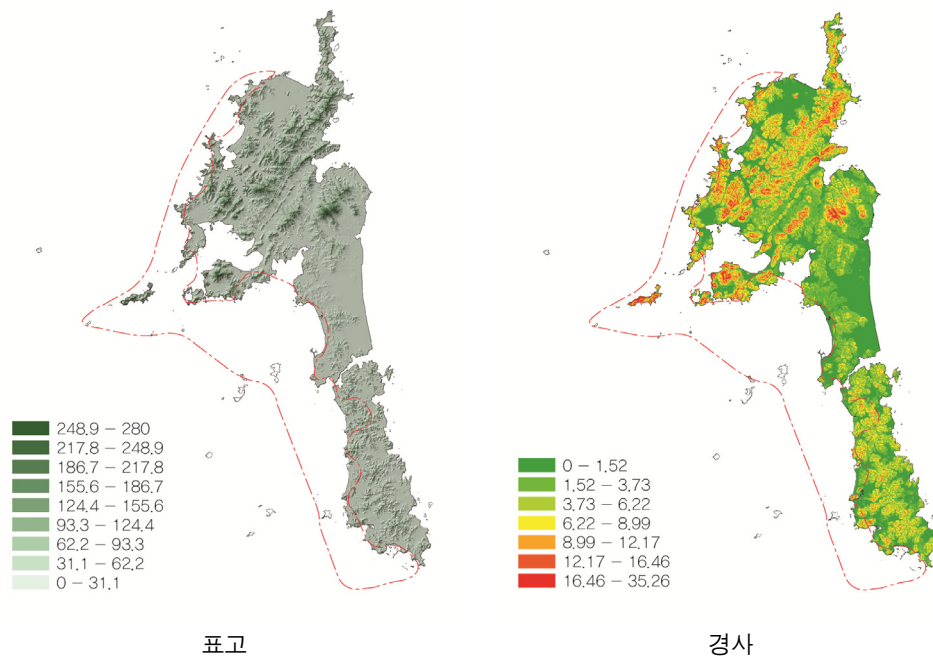 248.9 – 280
217.8 – 248.9
186.7 – 217.8
155.6 – 186.7
124.4 – 155.6
93.3 – 124.4
62.2 – 93.3
31.1 – 62.2
0 – 31.1
표고
0 – 1.52
1.52 – 3.73
3.73 – 6.22
6.22 – 8.99
8.99 – 12.17
12.17 – 16.46
16.46 – 35.26
경사